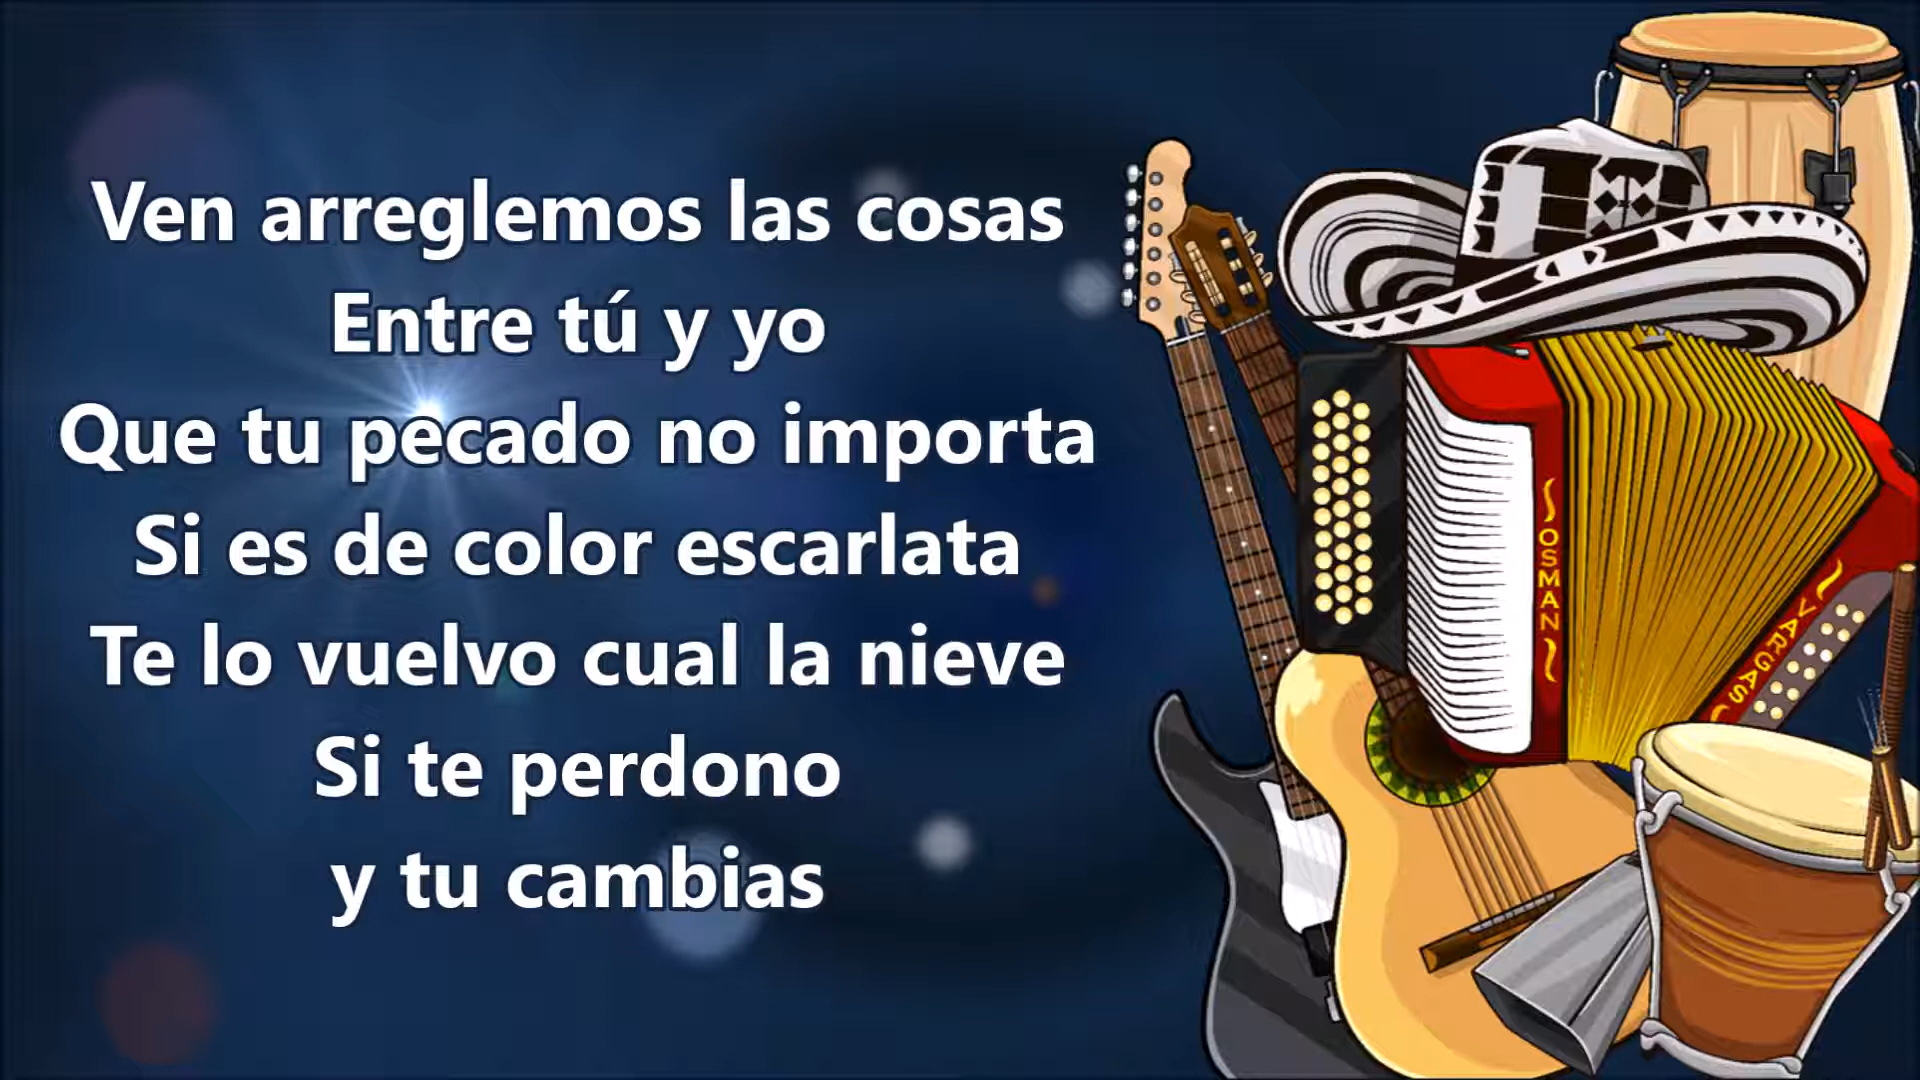 Ven arreglemos las cosas
Entre tú y yo
Que tu pecado no importa
Si es de color escarlata
Te lo vuelvo cual la nieve
Si te perdono
y tu cambias
OSMAN
VARGAS